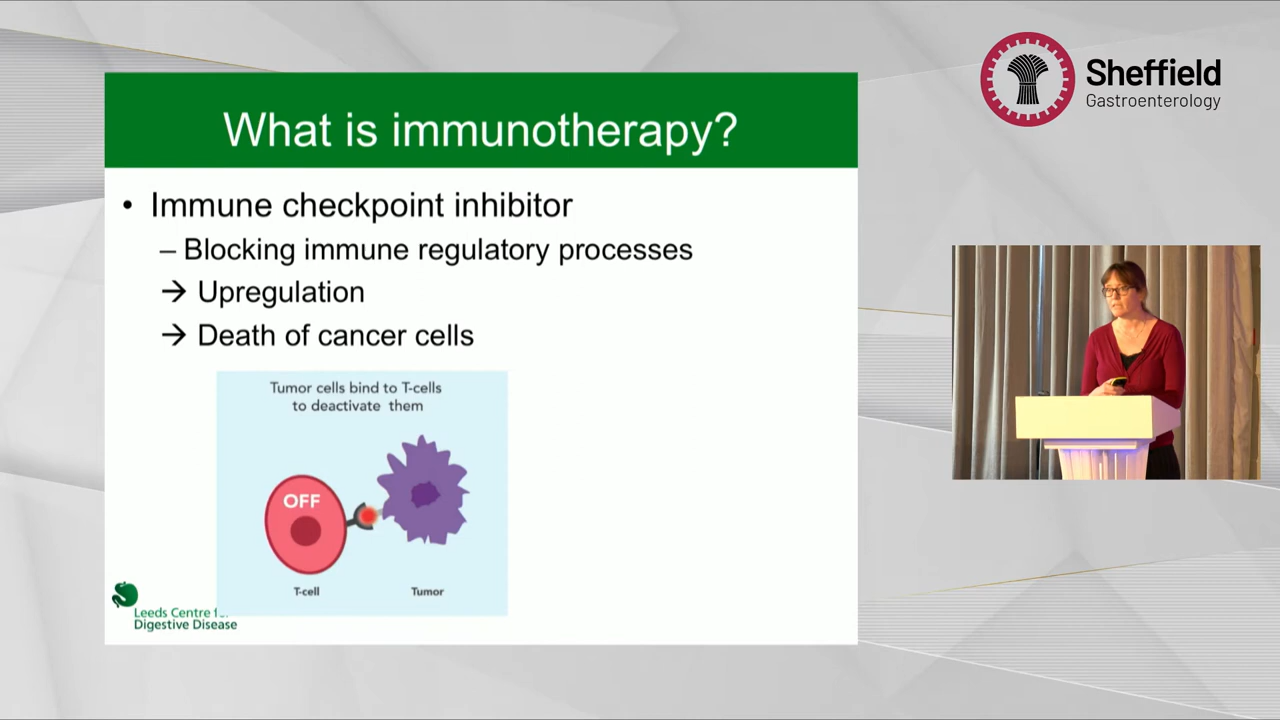 Sheffield
Gastroenterology
What is immunotherapy?
• Immune checkpoint inhibitor
– Blocking immune regulatory processes
→ Upregulation
→ Death of cancer cells
Tumor cells bind to T-cells
to deactivate them
OFF
T-cell
Tumor
Leeds Centre
Digestive Disease